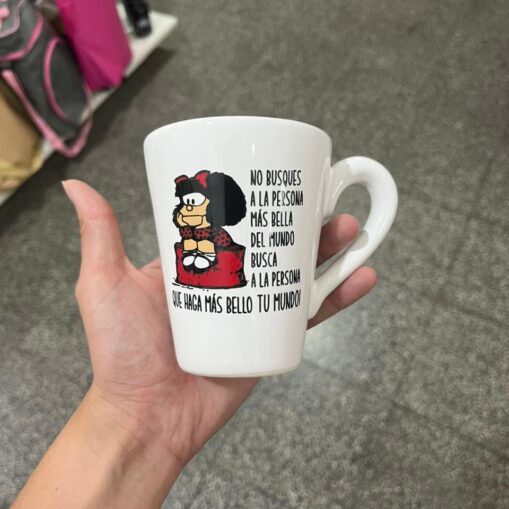 NO BUSQUES
A LA PERSONA
MÁS BELLA
DEL MUNDO
BUSCA
A LA PERSONA
QUE HAGA MÁS BELLO TU MUNDO!